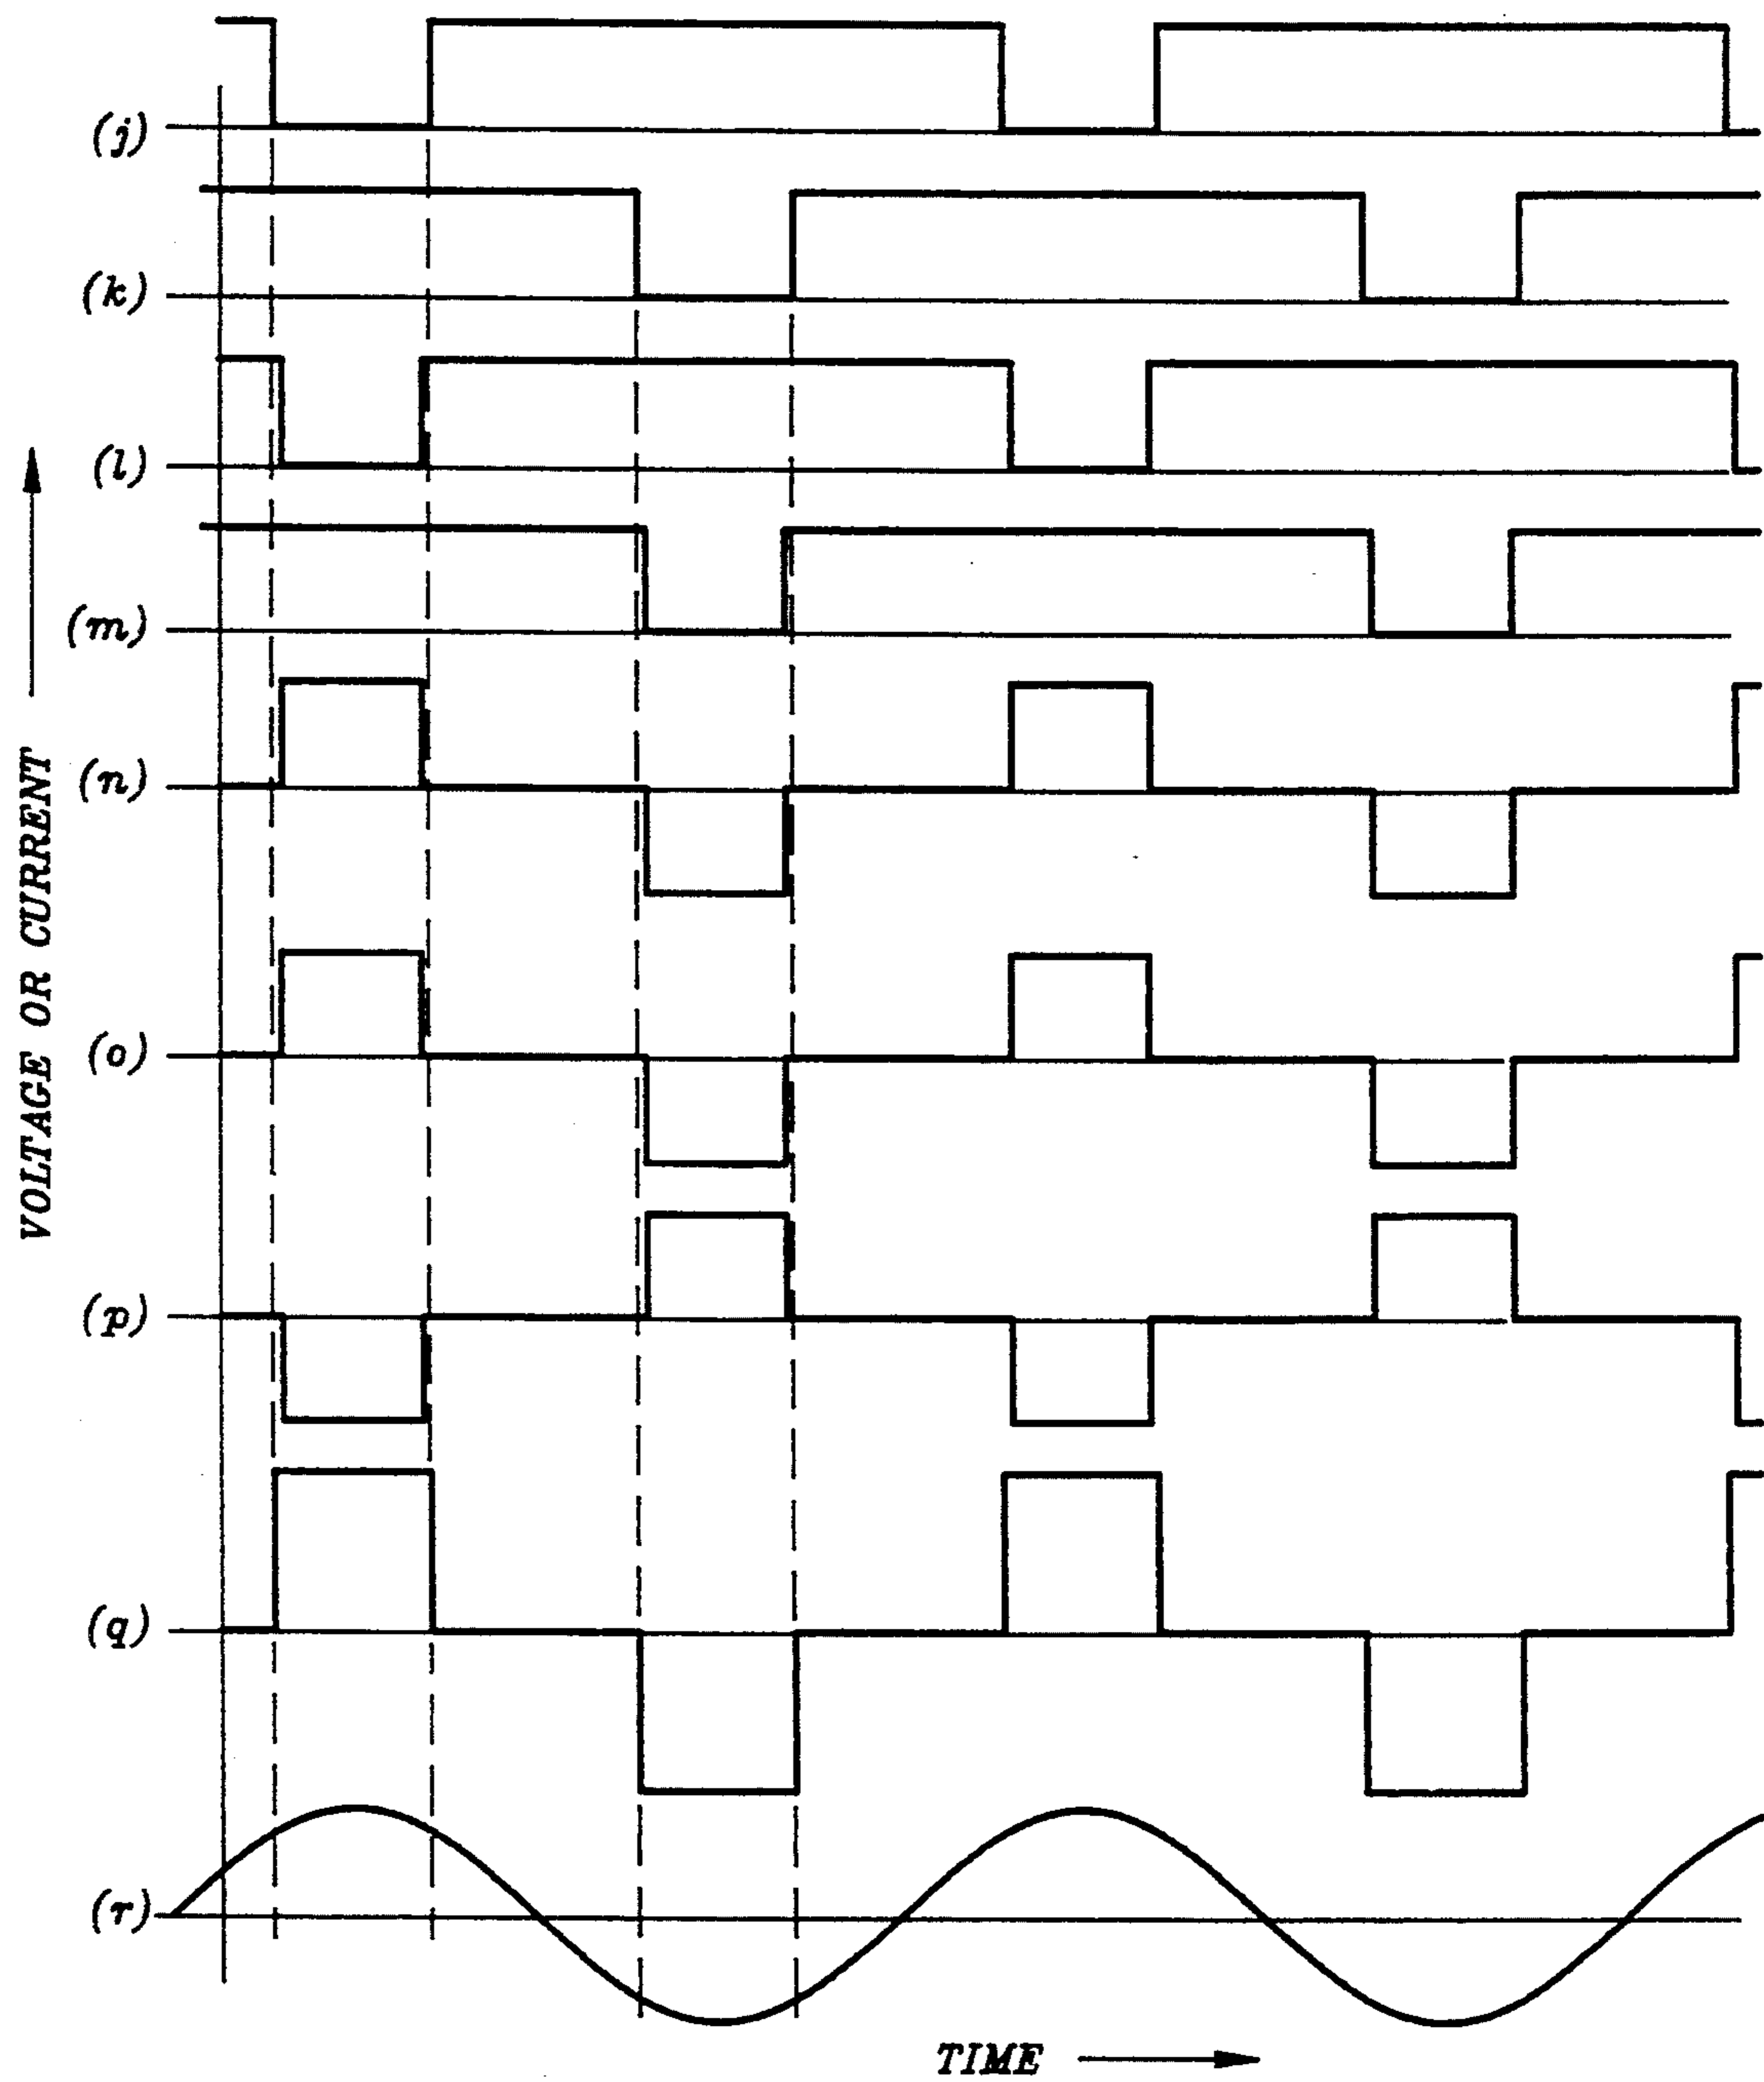 (j)
(k)
(l)
(m)
(n)
(o)
(p)
(q)
(r)
VOLTAGE OR CURRENT
TIME